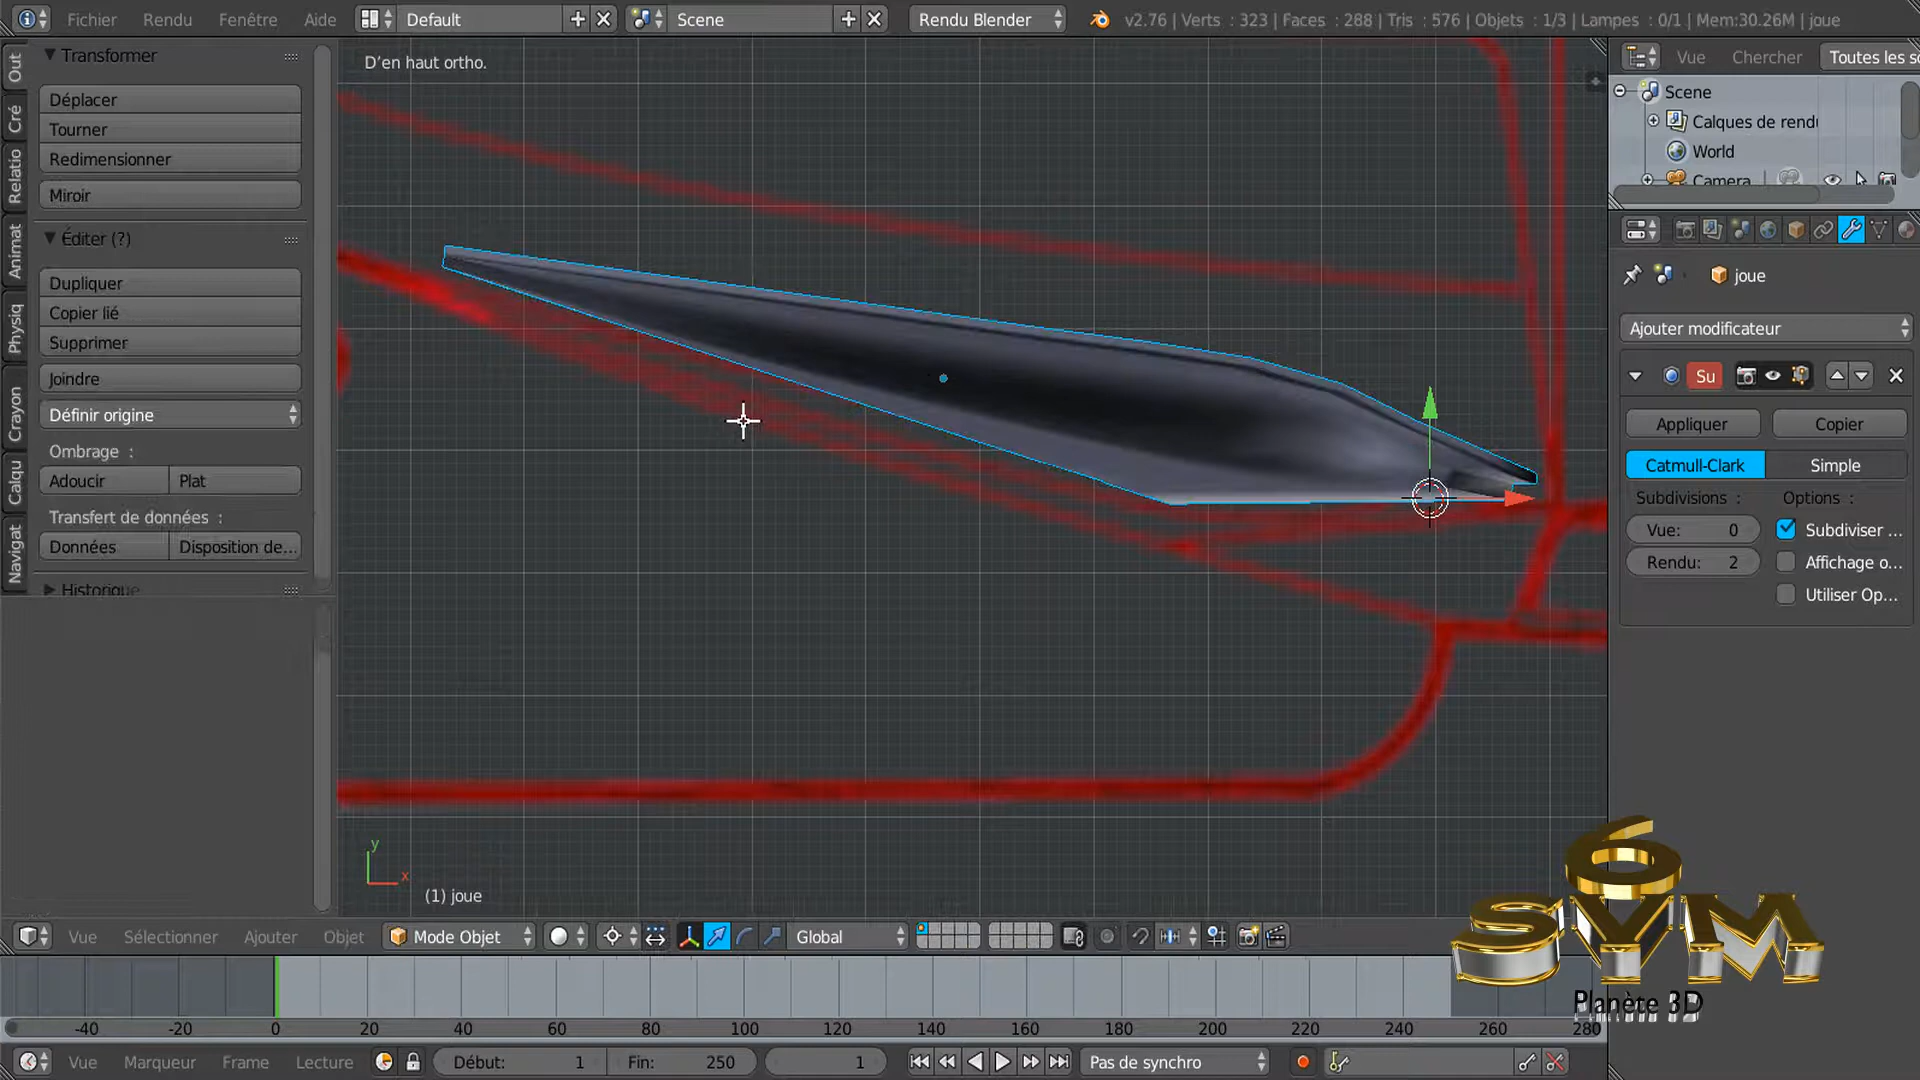 Fichier Rendu Fenêtre Aide Default Scene Rendu Blender v2.76 | Verts : 323 | Faces : 288 | Tris : 576 | Objets : 1/3 | Lampes : 0/1 | Mem:30.26M | joue
Out
Cré
Relatio
Animat
Physiq
Crayon
Calqu
Navigat
Transformer
Déplacer
Tourner
Redimensionner
Miroir
Éditer (?)
Dupliquer
Copier lié
Supprimer
Joindre
Définir origine
Ombrage :
Adoucir Plat
Transfert de données :
Données Disposition de...
Historique
D'en haut ortho.
y
x
(1) joue
Vue Chercher Toutes les s
Scene
Calques de rend
World
Camera
joue
Ajouter modificateur
Su
Appliquer Copier
Catmull-Clark Simple
Subdivisions : Options :
Vue: 0 Subdiviser ...
Rendu: 2 Affichage o...
Utiliser Op...
Vue Sélectionner Ajouter Objet Mode Objet Global
6
SYM
Planète 3D
-40 -20 0 20 40 60 80 100 120 140 160 180 200 220 240 260 280
Vue Marqueur Frame Lecture Début: 1 Fin: 250 1 Pas de synchro